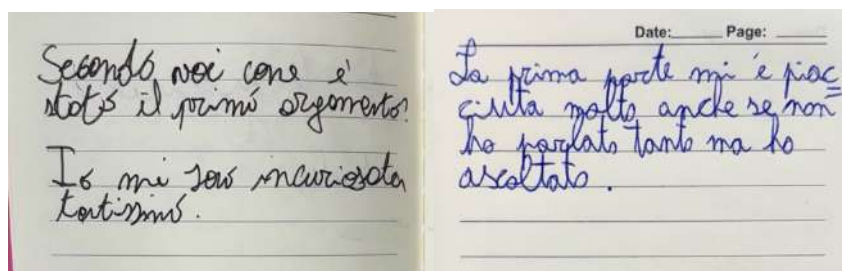 Secondo voi come è
stato il primo argomento?
Io mi sono incuriosita
tantissimo.
Date: Page:
La prima parte mi è piac=
ciuta molto anche se non
ho parlato tanto ma ho
ascoltato.